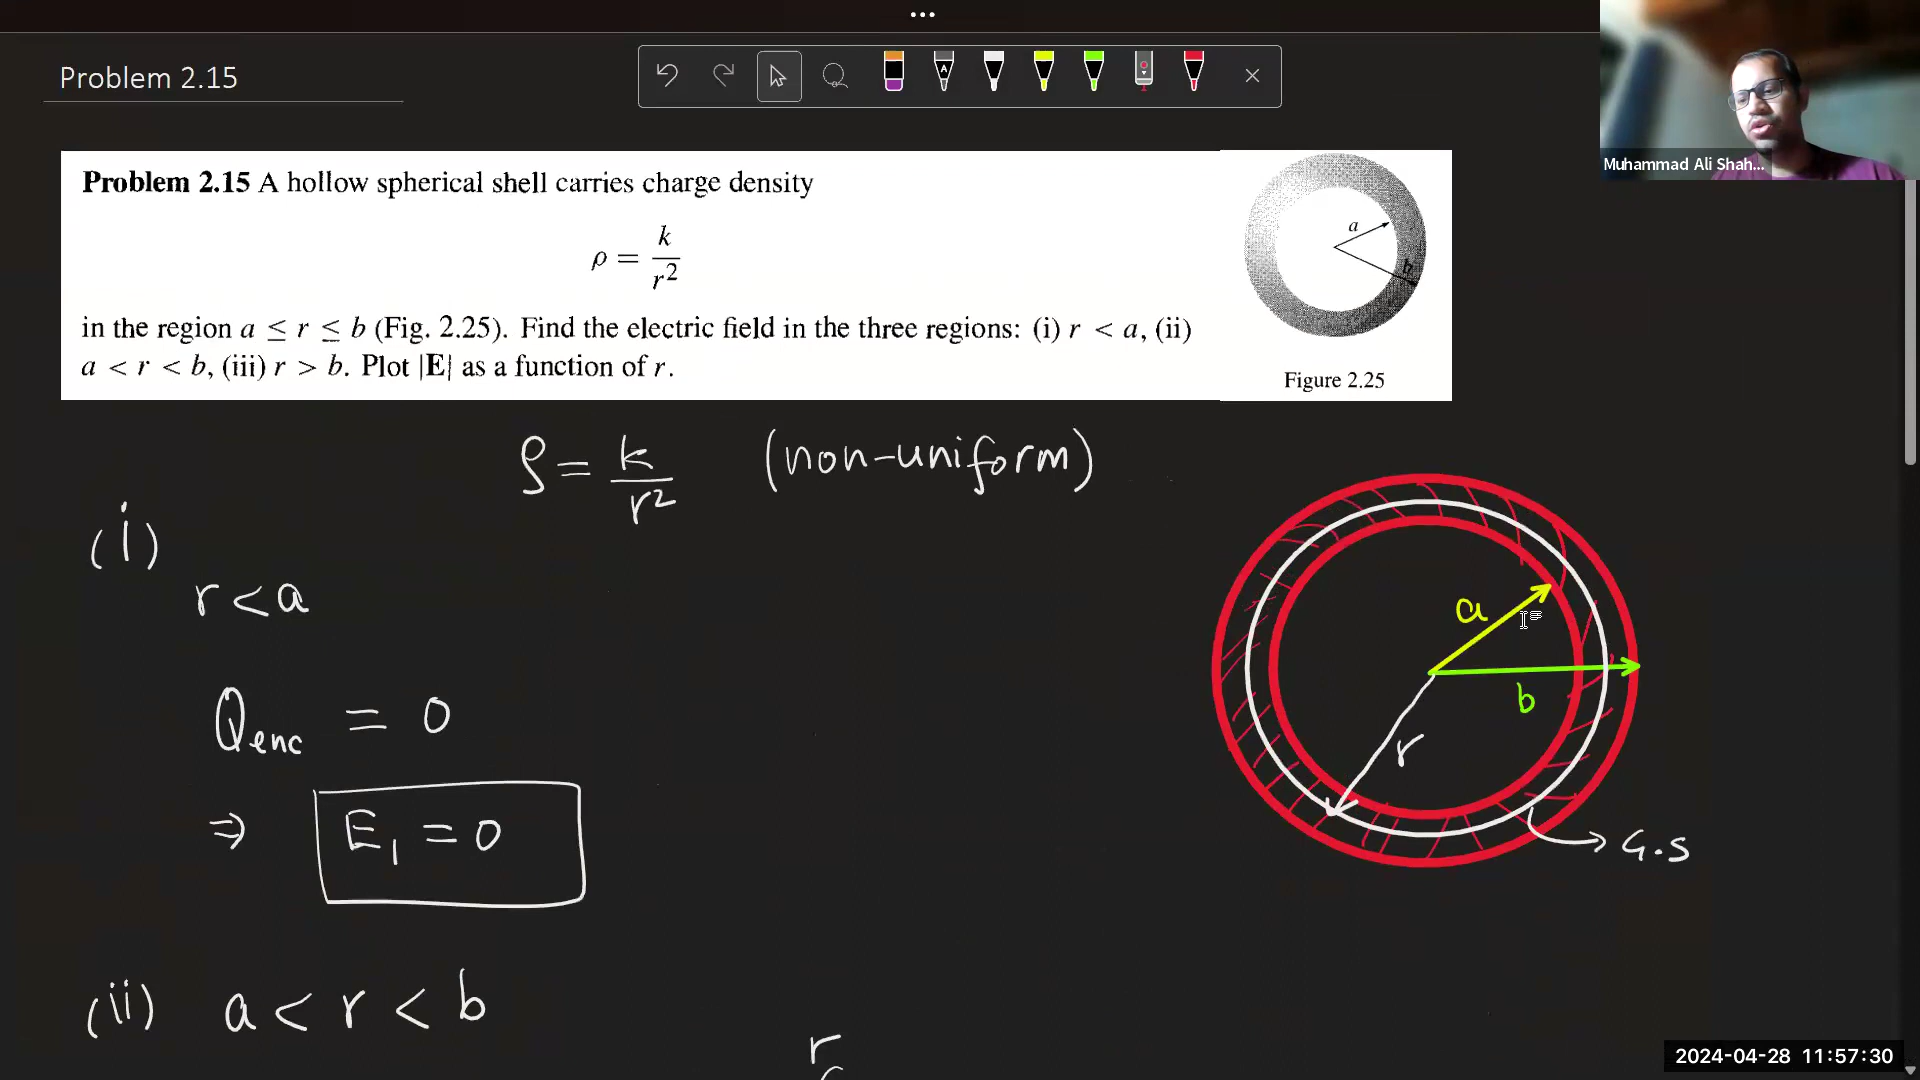 ...
Problem 2.15
Muhammad Ali Shah...
Problem 2.15 A hollow spherical shell carries charge density
ρ = k/r²
in the region a ≤ r ≤ b (Fig. 2.25). Find the electric field in the three regions: (i) r < a, (ii)
a < r < b, (iii) r > b. Plot |E| as a function of r.
a
b
Figure 2.25
ρ = k/r² (non-uniform)
(i)
r < a
Q enc = 0
⇒ E₁ = 0
a
b
r
→ G.S
(ii) a < r < b
r
2024-04-28 11:57:30